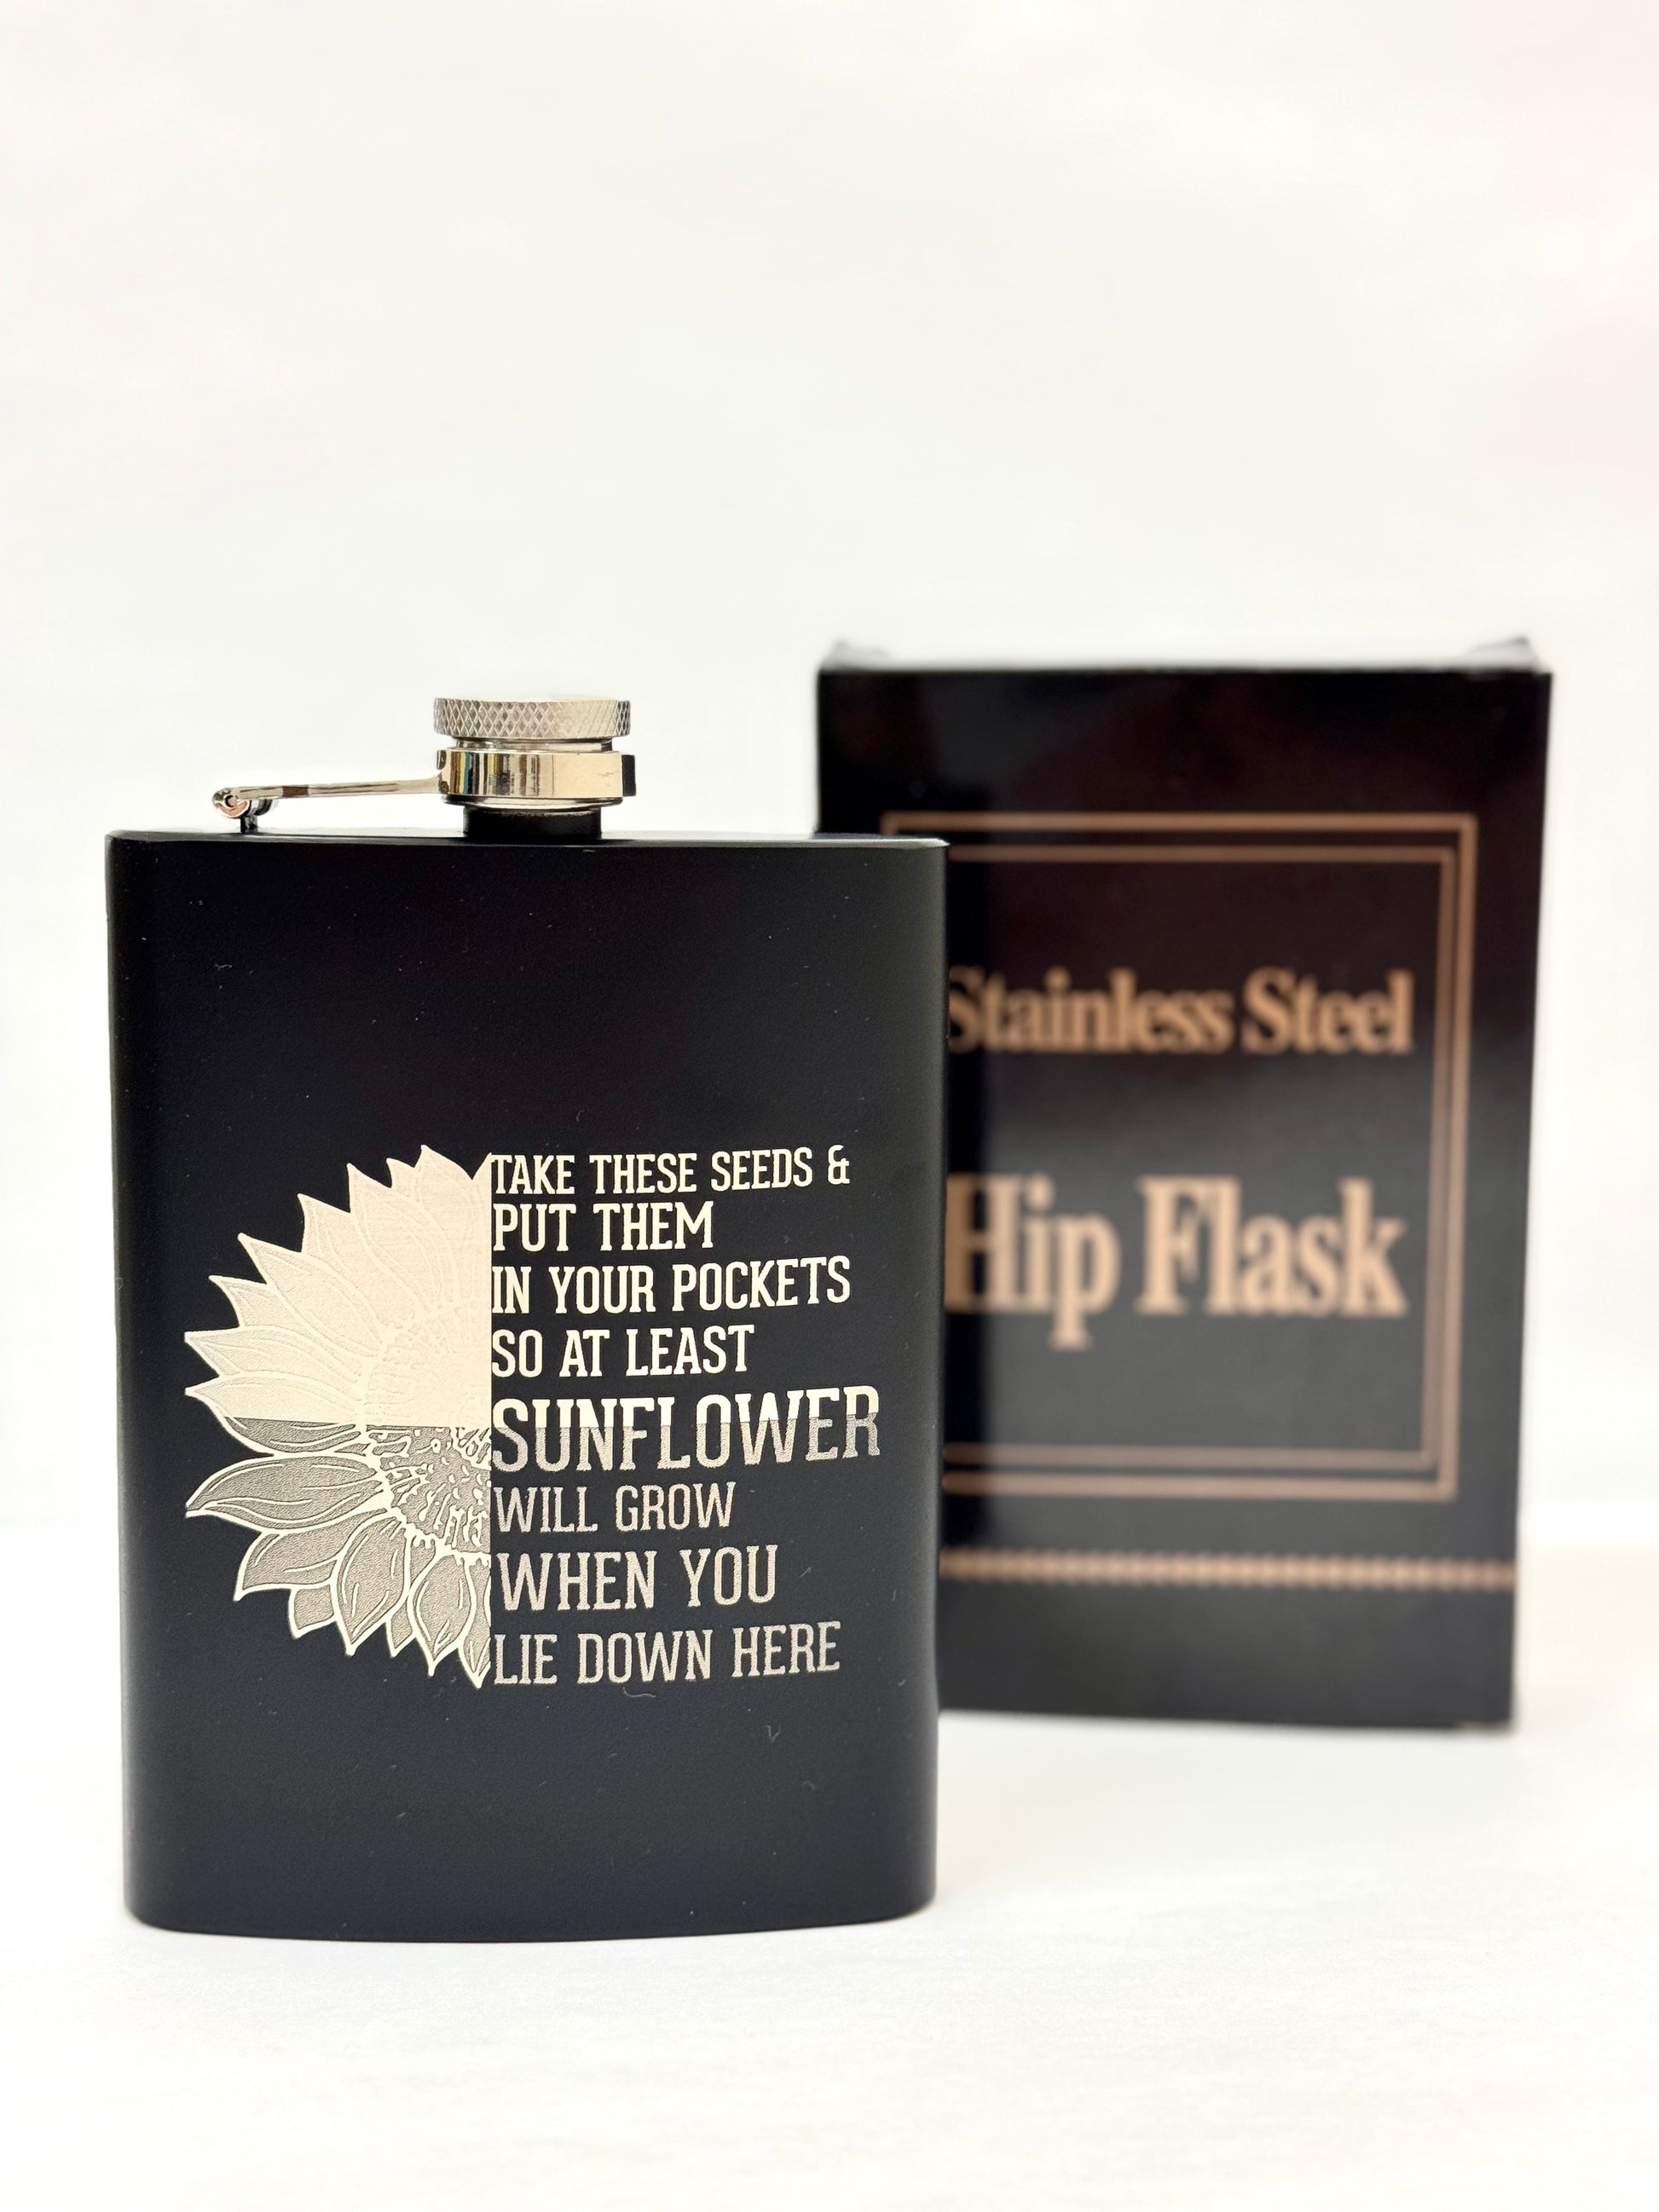 TAKE THESE SEEDS &
PUT THEM
IN YOUR POCKETS
SO AT LEAST
SUNFLOWER
WILL GROW
WHEN YOU
LIE DOWN HERE
Stainless Steel
Hip Flask